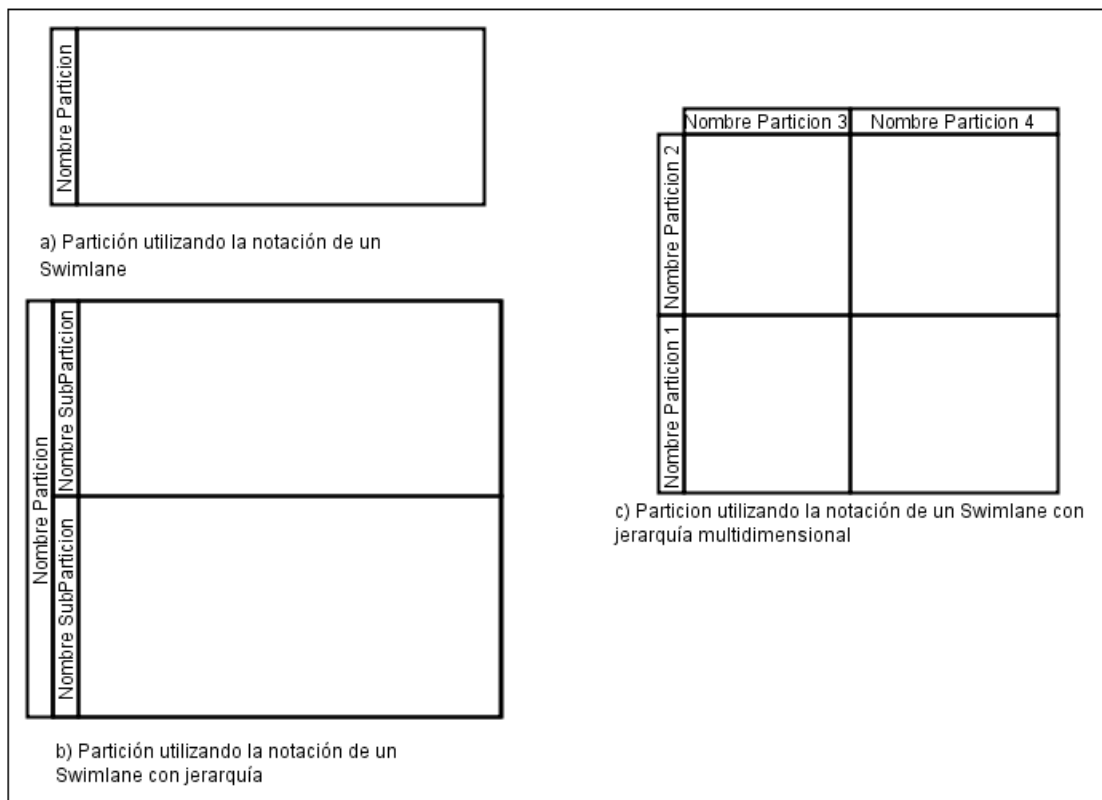 Nombre Particion
a) Partición utilizando la notación de un
Swimlane
Nombre Particion
Nombre SubParticion
Nombre SubParticion
b) Partición utilizando la notación de un
Swimlane con jerarquía
Nombre Particion 3
Nombre Particion 4
Nombre Particion 2
Nombre Particion 1
c) Particion utilizando la notación de un Swimlane con
jerarquía multidimensional